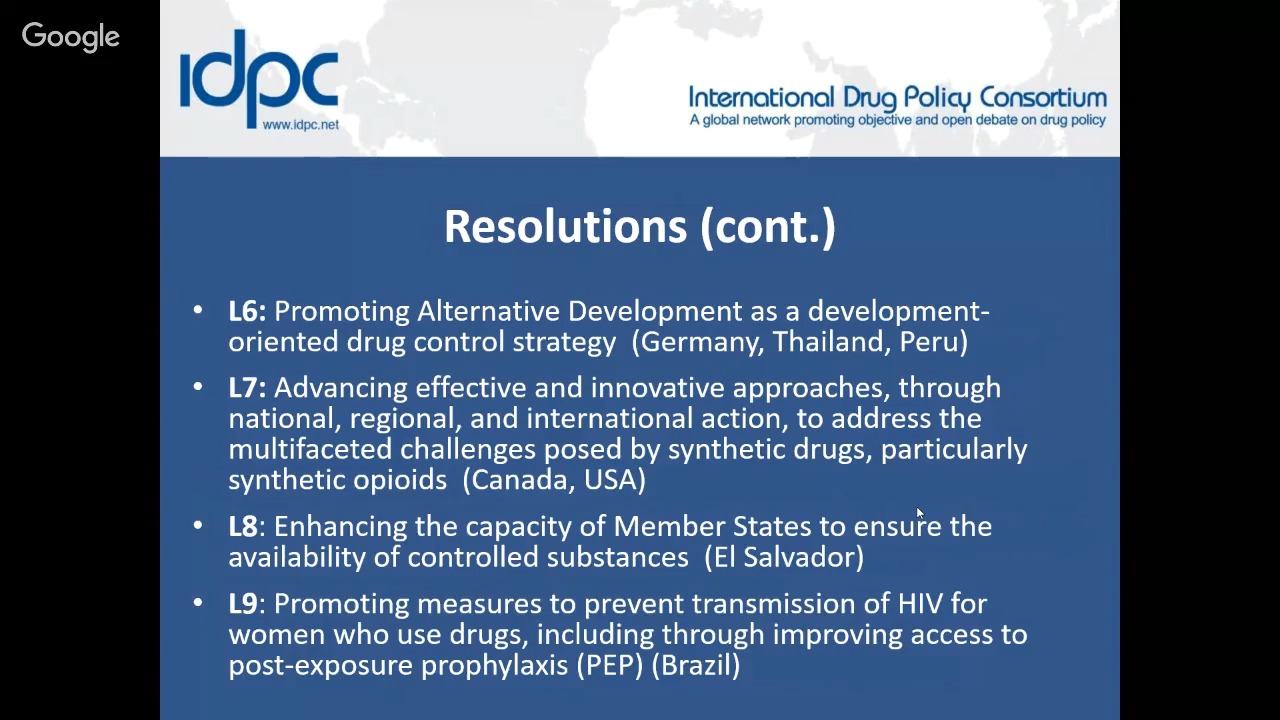 Google
idpc
www.idpc.net
International Drug Policy Consortium
A global network promoting objective and open debate on drug policy
Resolutions (cont.)
• L6: Promoting Alternative Development as a development-
oriented drug control strategy (Germany, Thailand, Peru)
• L7: Advancing effective and innovative approaches, through
national, regional, and international action, to address the
multifaceted challenges posed by synthetic drugs, particularly
synthetic opioids (Canada, USA)
• L8: Enhancing the capacity of Member States to ensure the
availability of controlled substances (El Salvador)
• L9: Promoting measures to prevent transmission of HIV for
women who use drugs, including through improving access to
post-exposure prophylaxis (PEP) (Brazil)